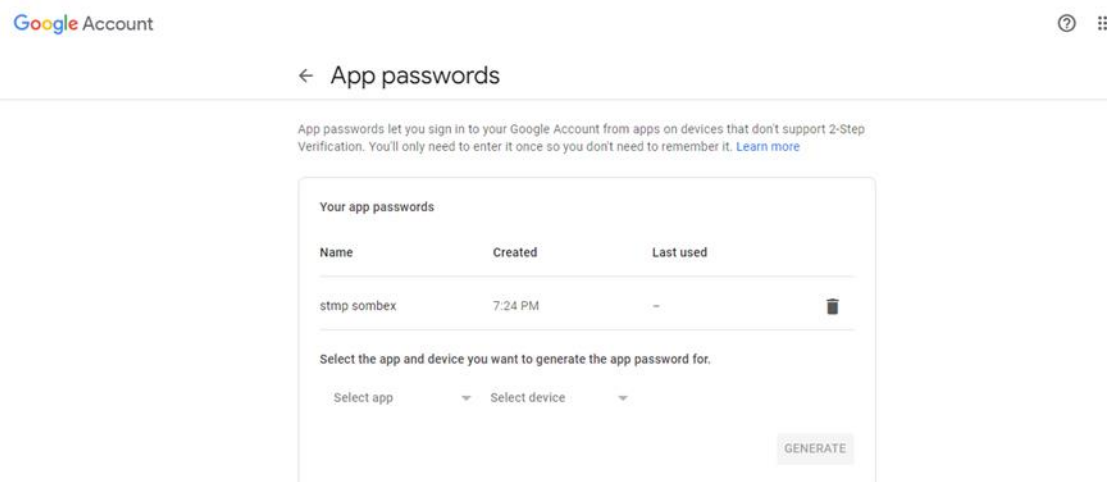 Google Account
App passwords
App passwords let you sign in to your Google Account from apps on devices that don't support 2-Step
Verification. You'll only need to enter it once so you don't need to remember it. Learn more
Your app passwords
Name Created Last used
stmp sombex 7:24 PM –
Select the app and device you want to generate the app password for.
Select app Select device
GENERATE